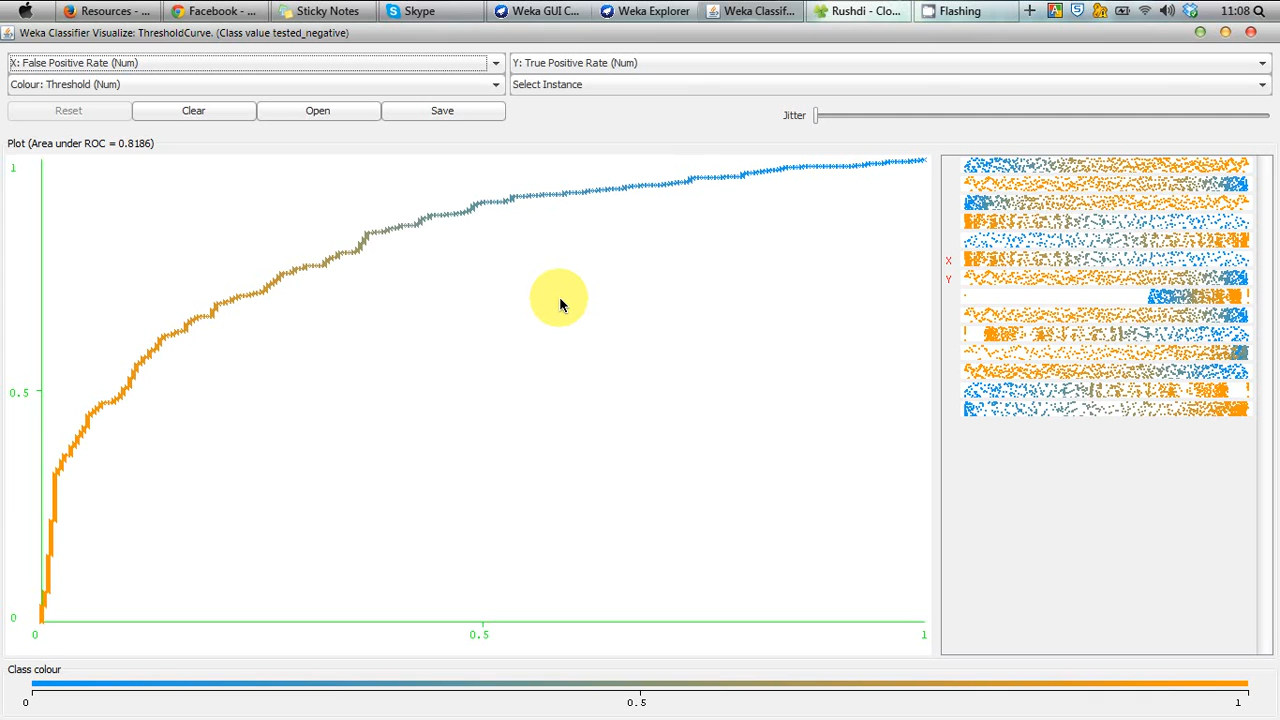 Resources - ...
Facebook - ...
Sticky Notes
Skype
Weka GUI C...
Weka Explorer
Weka Classif...
Rushdi - Clo...
Flashing
11:08
Weka Classifier Visualize: ThresholdCurve. (Class value tested_negative)
X: False Positive Rate (Num)
Y: True Positive Rate (Num)
Colour: Threshold (Num)
Select Instance
Reset
Clear
Open
Save
Jitter
Plot (Area under ROC = 0.8186)
1
0.5
0
0
0.5
1
X
Y
Class colour
0
0.5
1